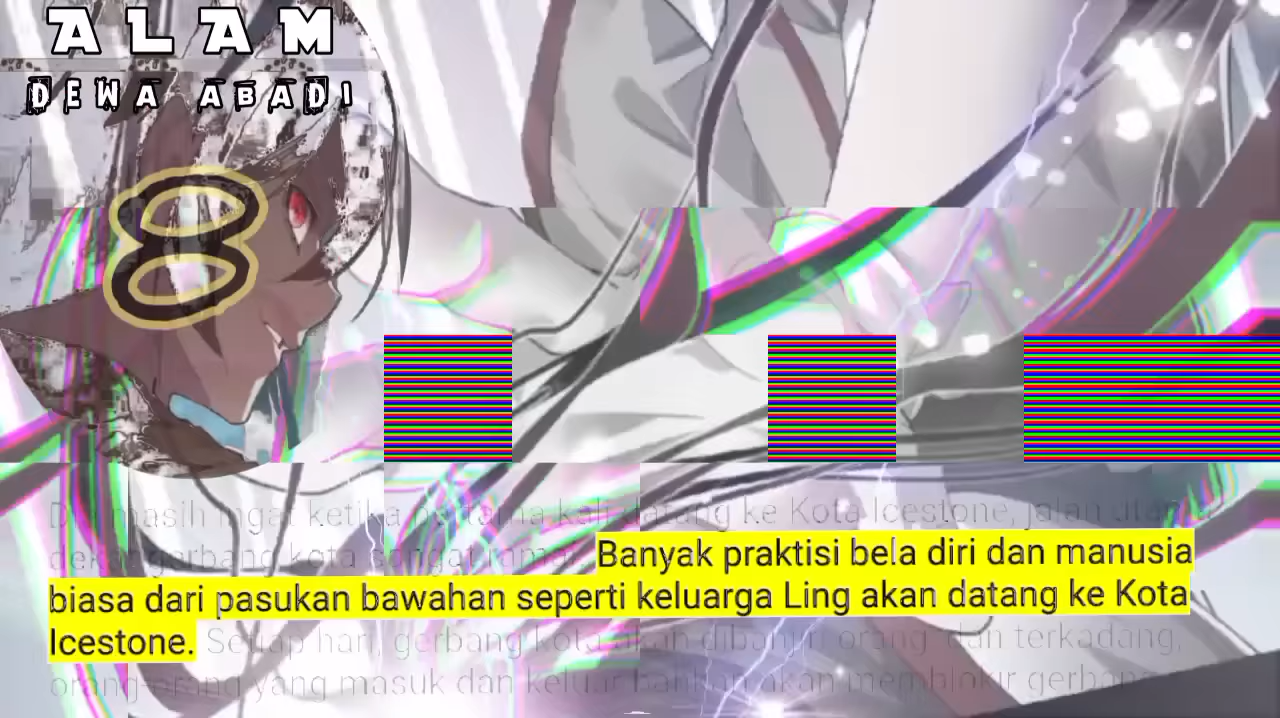 ALAM
DEWA ABADI
8
Dia masih ingat ketika pertama kali datang ke Kota Icestone, jalan utama
dekat gerbang kota sangat ramai. Banyak praktisi bela diri dan manusia
biasa dari pasukan bawahan seperti keluarga Ling akan datang ke Kota
Icestone. Setiap hari, gerbang kota akan dibanjiri orang dan terkadang,
orang-orang yang masuk dan keluar bahkan akan memblokir gerbang